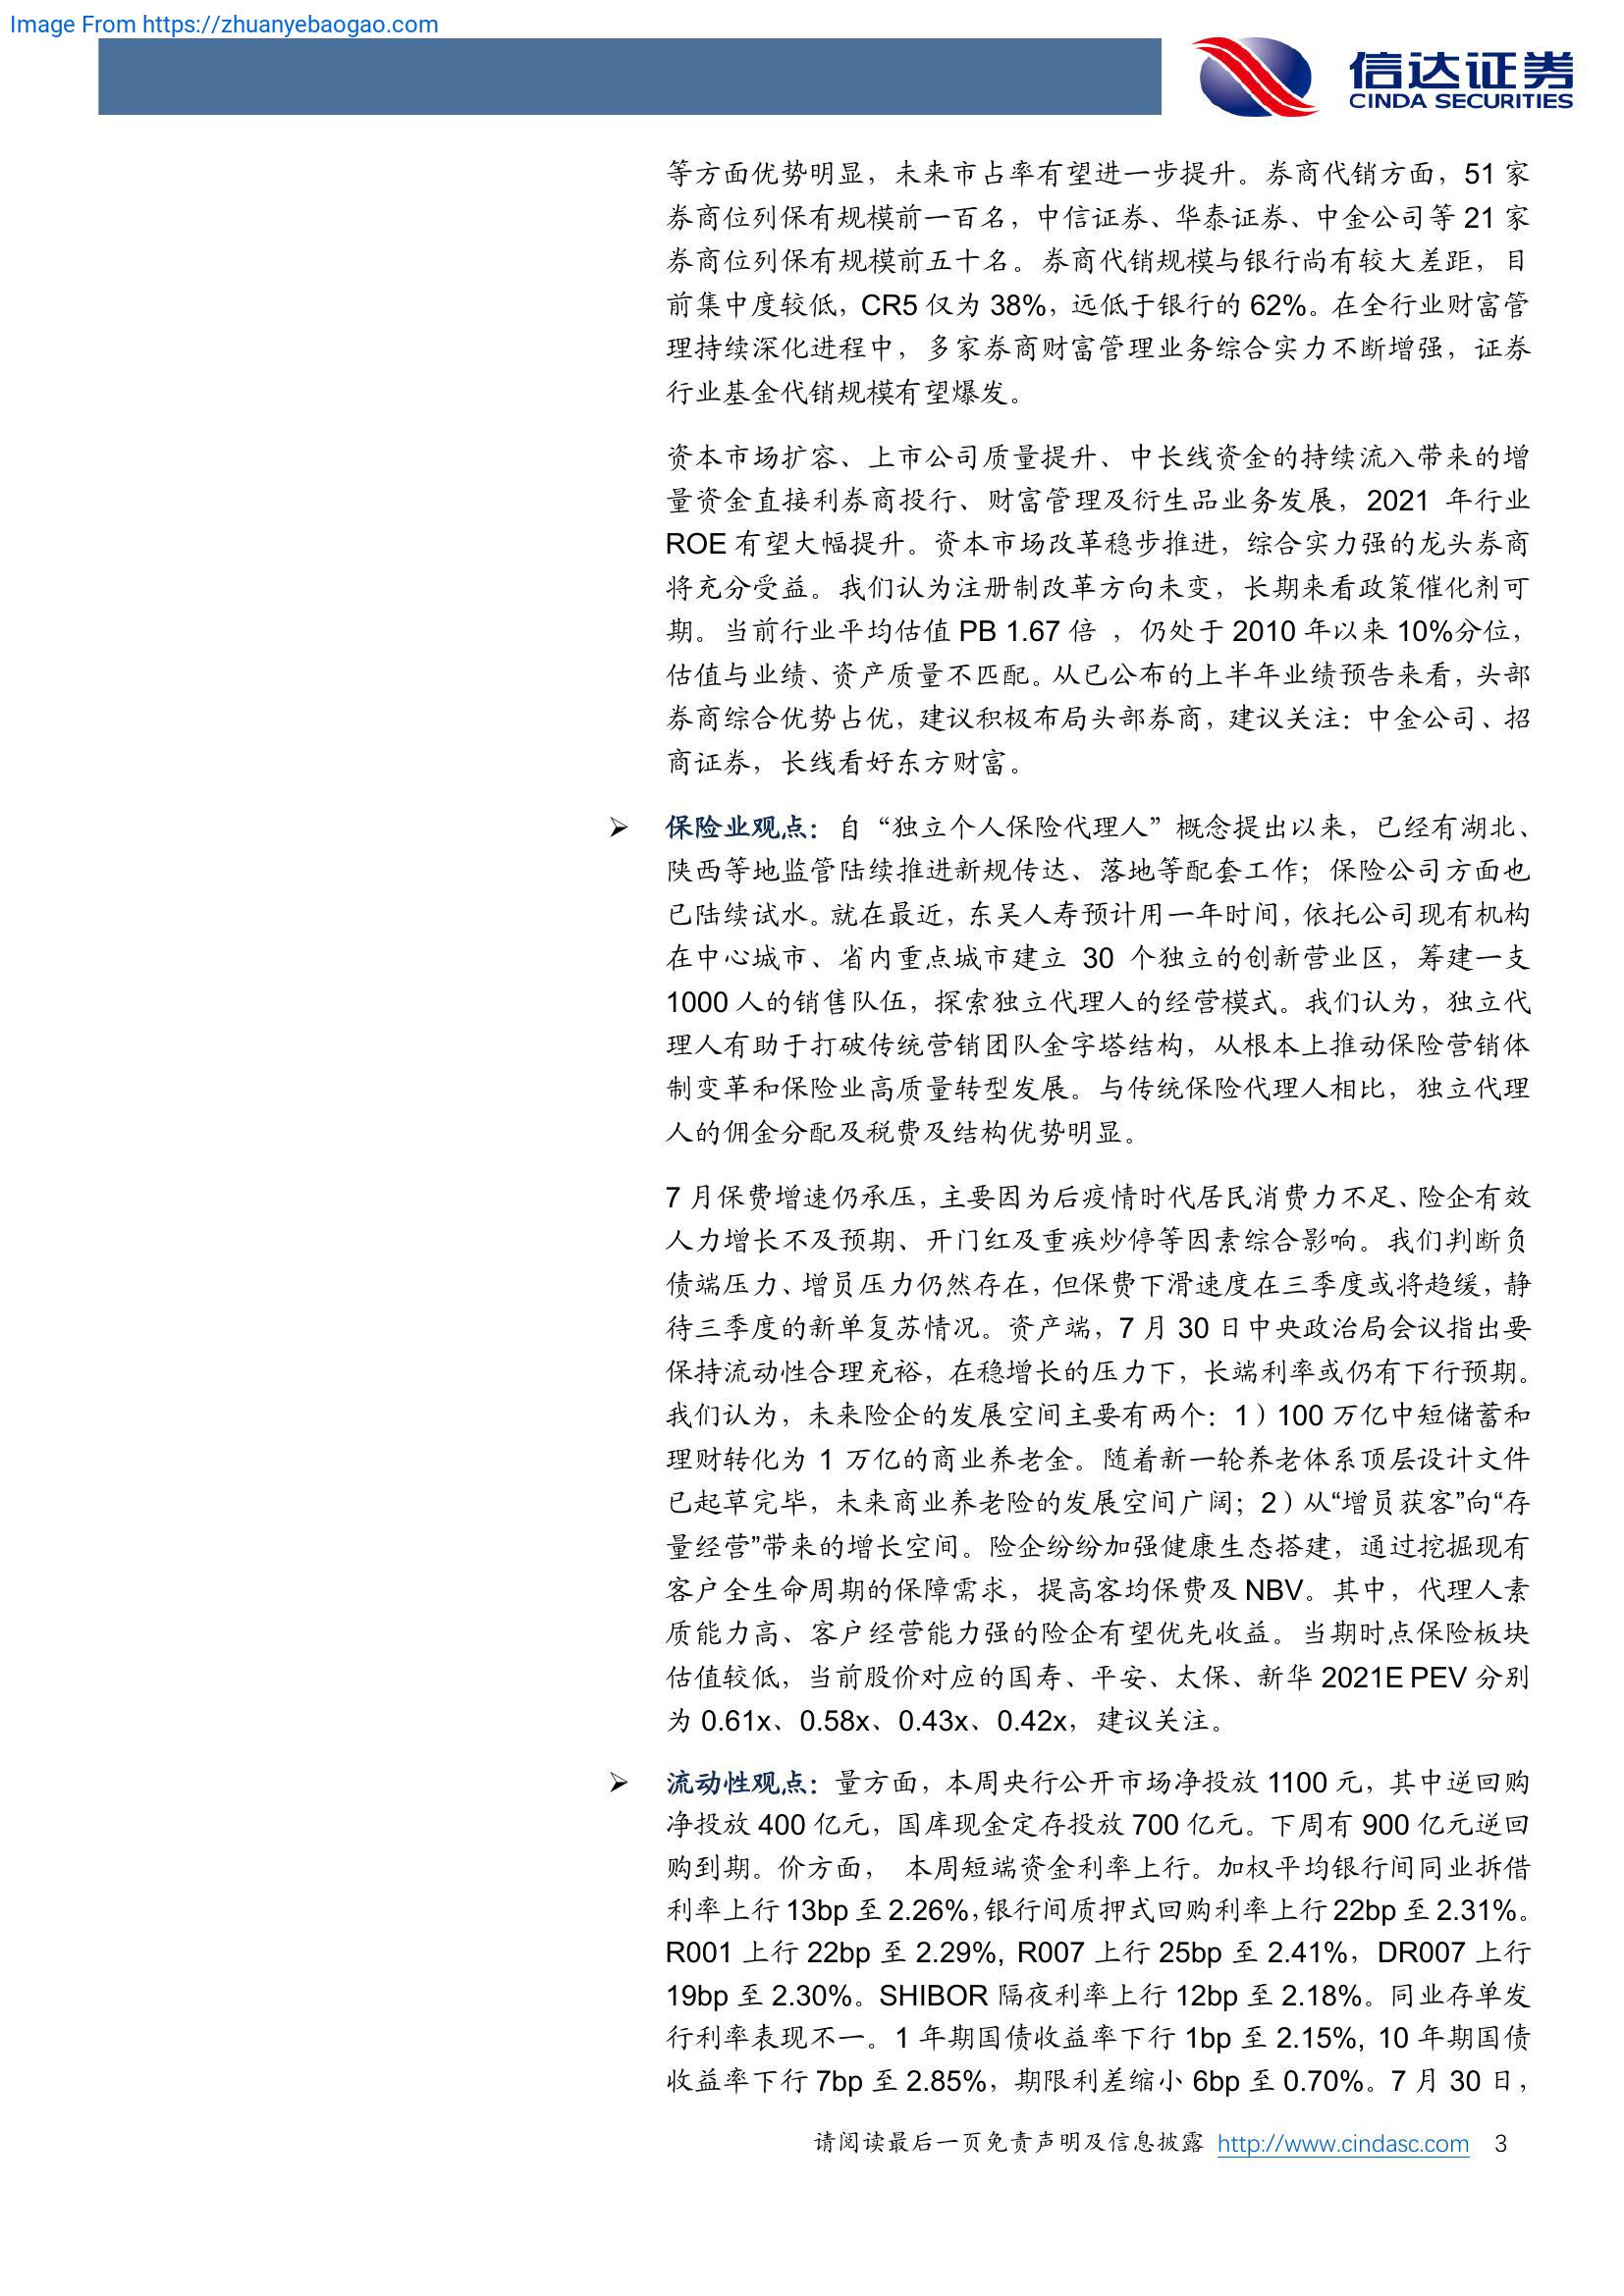 Image From https://zhuanyebaogao.com
信达证券
CINDA SECURITIES
等方面优势明显，未来市占率有望进一步提升。券商代销方面，51 家
券商位列保有规模前一百名，中信证券、华泰证券、中金公司等 21 家
券商位列保有规模前五十名。券商代销规模与银行尚有较大差距，目
前集中度较低，CR5 仅为 38%，远低于银行的 62%。在全行业财富管
理持续深化进程中，多家券商财富管理业务综合实力不断增强，证券
行业基金代销规模有望爆发。
资本市场扩容、上市公司质量提升、中长线资金的持续流入带来的增
量资金直接利券商投行、财富管理及衍生品业务发展，2021 年行业
ROE 有望大幅提升。资本市场改革稳步推进，综合实力强的龙头券商
将充分受益。我们认为注册制改革方向未变，长期来看政策催化剂可
期。当前行业平均估值 PB 1.67 倍 ，仍处于 2010 年以来 10%分位，
估值与业绩、资产质量不匹配。从已公布的上半年业绩预告来看，头部
券商综合优势占优，建议积极布局头部券商，建议关注：中金公司、招
商证券，长线看好东方财富。
➢ 保险业观点：自“独立个人保险代理人”概念提出以来，已经有湖北、
陕西等地监管陆续推进新规传达、落地等配套工作；保险公司方面也
已陆续试水。就在最近，东吴人寿预计用一年时间，依托公司现有机构
在中心城市、省内重点城市建立 30 个独立的创新营业区，筹建一支
1000 人的销售队伍，探索独立代理人的经营模式。我们认为，独立代
理人有助于打破传统营销团队金字塔结构，从根本上推动保险营销体
制变革和保险业高质量转型发展。与传统保险代理人相比，独立代理
人的佣金分配及税费及结构优势明显。
7 月保费增速仍承压，主要因为后疫情时代居民消费力不足、险企有效
人力增长不及预期、开门红及重疾炒停等因素综合影响。我们判断负
债端压力、增员压力仍然存在，但保费下滑速度在三季度或将趋缓，静
待三季度的新单复苏情况。资产端，7 月 30 日中央政治局会议指出要
保持流动性合理充裕，在稳增长的压力下，长端利率或仍有下行预期。
我们认为，未来险企的发展空间主要有两个：1）100 万亿中短储蓄和
理财转化为 1 万亿的商业养老金。随着新一轮养老体系顶层设计文件
已起草完毕，未来商业养老险的发展空间广阔；2）从“增员获客”向“存
量经营”带来的增长空间。险企纷纷加强健康生态搭建，通过挖掘现有
客户全生命周期的保障需求，提高客均保费及 NBV。其中，代理人素
质能力高、客户经营能力强的险企有望优先收益。当期时点保险板块
估值较低，当前股价对应的国寿、平安、太保、新华 2021E PEV 分别
为 0.61x、0.58x、0.43x、0.42x，建议关注。
➢ 流动性观点：量方面，本周央行公开市场净投放 1100 元，其中逆回购
净投放 400 亿元，国库现金定存投放 700 亿元。下周有 900 亿元逆回
购到期。价方面， 本周短端资金利率上行。加权平均银行间同业拆借
利率上行 13bp 至 2.26%，银行间质押式回购利率上行 22bp 至 2.31%。
R001 上行 22bp 至 2.29%, R007 上行 25bp 至 2.41%，DR007 上行
19bp 至 2.30%。SHIBOR 隔夜利率上行 12bp 至 2.18%。同业存单发
行利率表现不一。1 年期国债收益率下行 1bp 至 2.15%, 10 年期国债
收益率下行 7bp 至 2.85%，期限利差缩小 6bp 至 0.70%。7 月 30 日，
请阅读最后一页免责声明及信息披露 http://www.cindasc.com 3